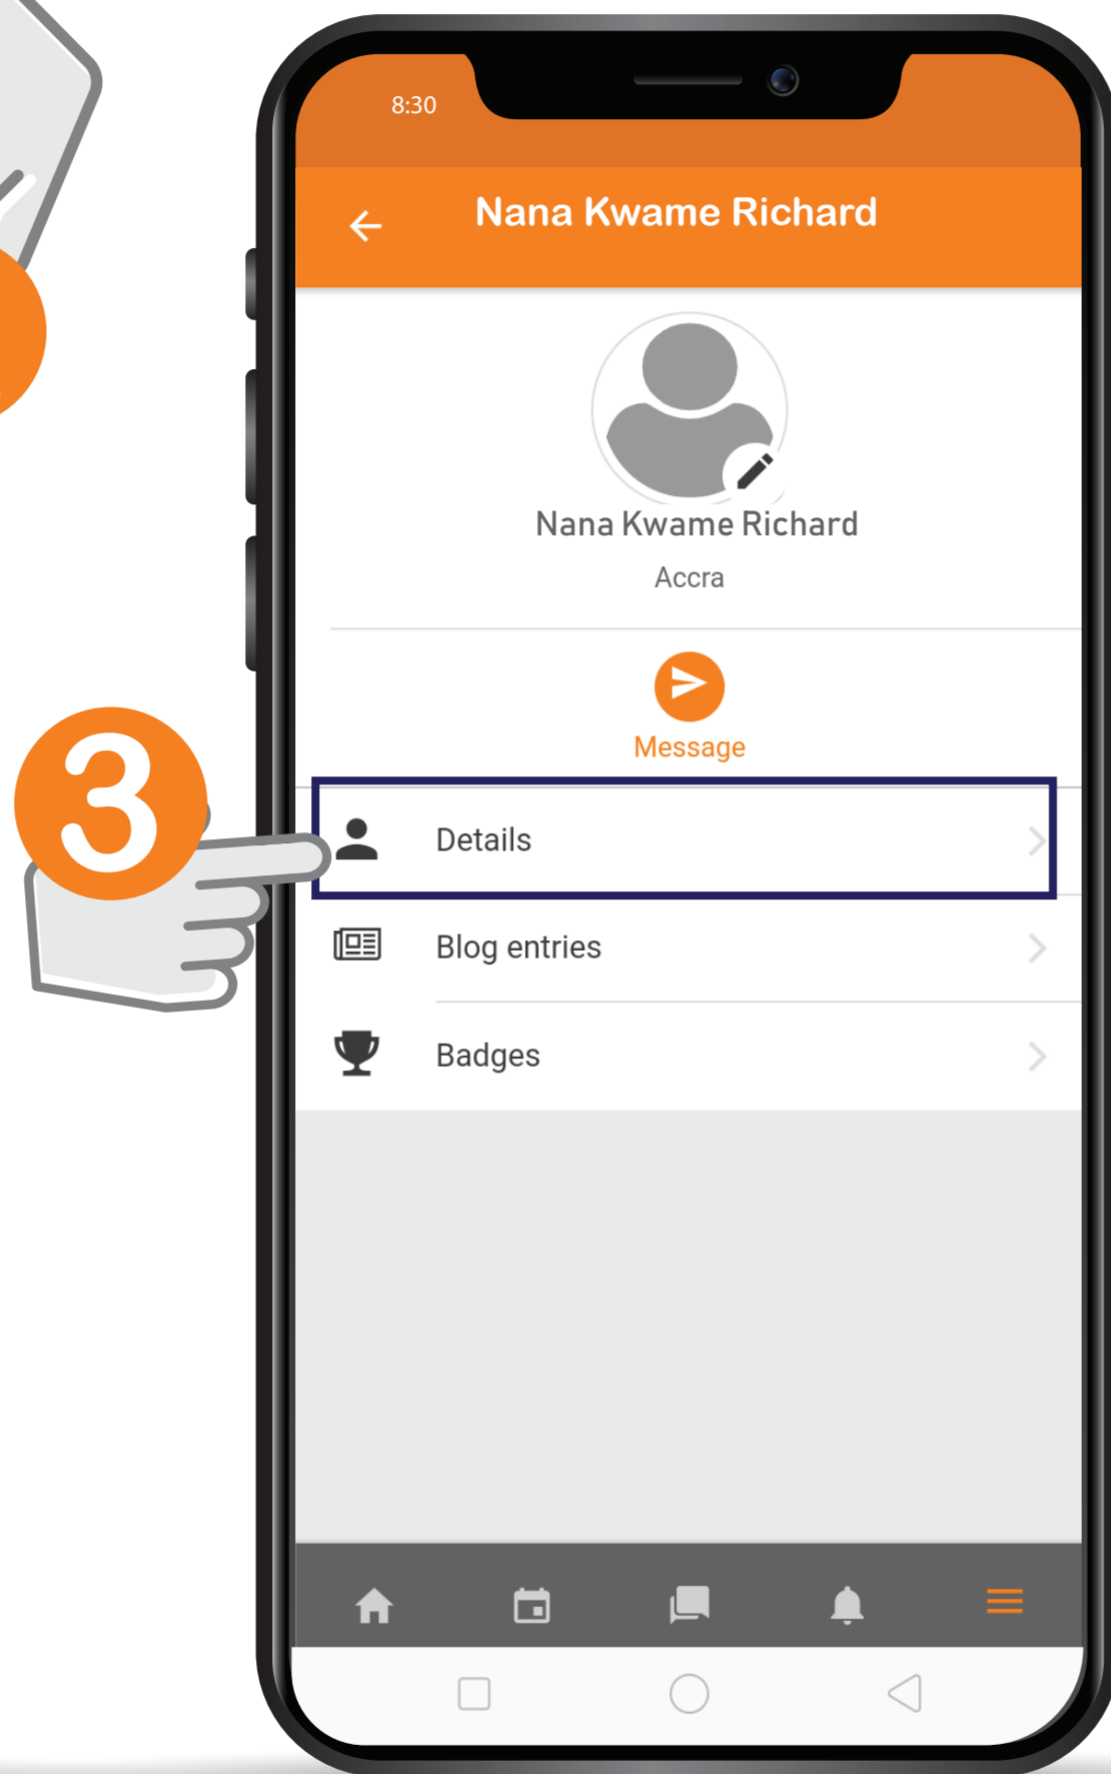 8:30
Nana Kwame Richard
Nana Kwame Richard
Accra
Message
3
Details
Blog entries
Badges